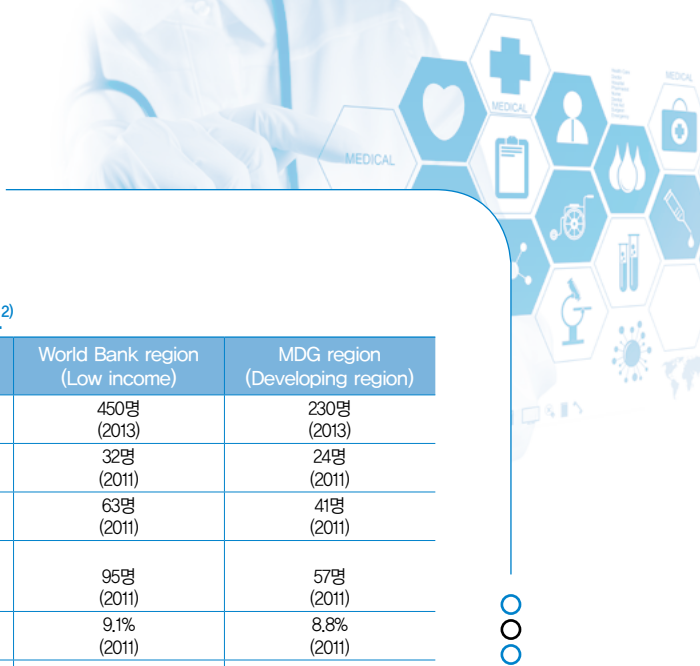 MEDICAL
MEDICAL
MEDICAL
2)
World Bank region
(Low income)
MDG region
(Developing region)
450명
(2013)
230명
(2013)
32명
(2011)
24명
(2011)
63명
(2011)
41명
(2011)
95명
(2011)
57명
(2011)
9.1%
(2011)
8.8%
(2011)